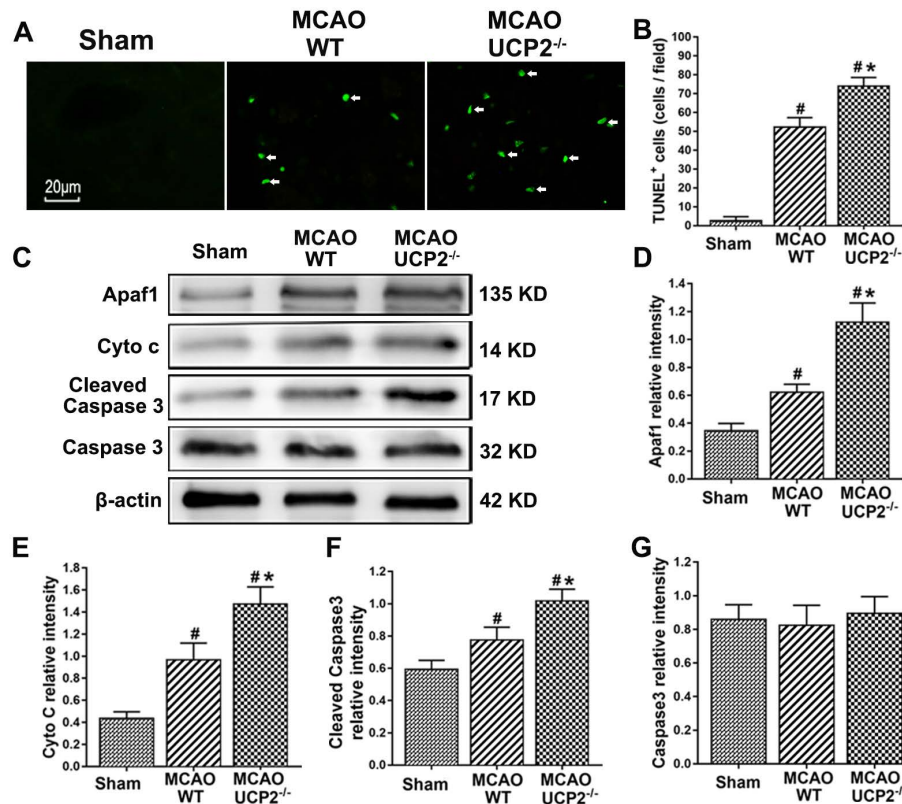 A
Sham
MCAO
WT
MCAO
UCP2-/-
20μm
B
TUNEL+ cells (cells / field)
100
90
80
70
60
50
40
30
20
10
0
#
#*
Sham
MCAO
WT
MCAO
UCP2-/-
C
Sham
MCAO
WT
MCAO
UCP2-/-
Apaf1
135 KD
Cyto c
14 KD
Cleaved
Caspase 3
17 KD
Caspase 3
32 KD
β-actin
42 KD
D
Apaf1 relative intensity
1.4
1.2
1.0
0.8
0.6
0.4
0.2
0.0
#
#*
Sham
MCAO
WT
MCAO
UCP2-/-
E
Cyto C relative intensity
1.8
1.6
1.4
1.2
1.0
0.8
0.6
0.4
0.2
0.0
#
#*
Sham
MCAO
WT
MCAO
UCP2-/-
F
Cleaved Caspase3
relative intensity
1.2
1.0
0.8
0.6
0.4
0.2
0.0
#
#*
Sham
MCAO
WT
MCAO
UCP2-/-
G
Caspase3 relative intensity
1.2
1.0
0.8
0.6
0.4
0.2
0.0
Sham
MCAO
WT
MCAO
UCP2-/-